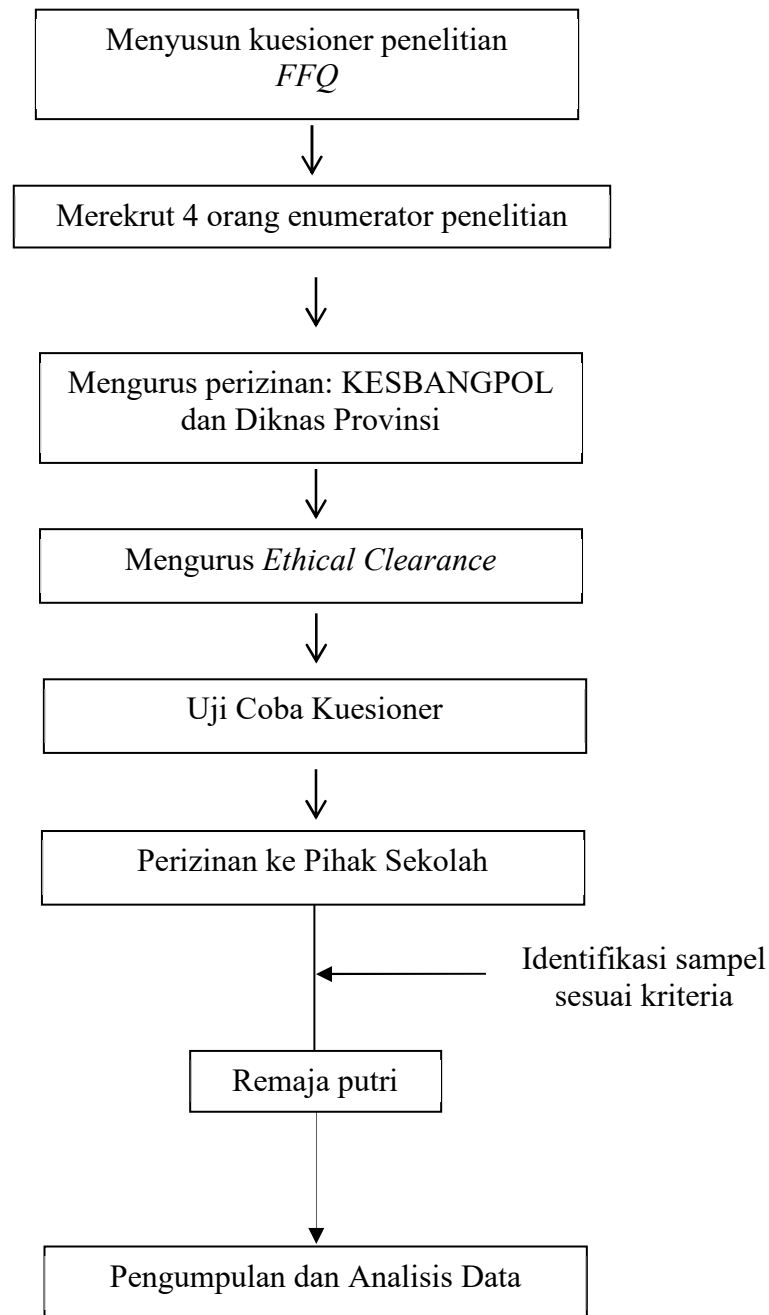 Menyusun kuesioner penelitian
FFQ
Merekrut 4 orang enumerator penelitian
Mengurus perizinan: KESBANGPOL
dan Diknas Provinsi
Mengurus Ethical Clearance
Uji Coba Kuesioner
Perizinan ke Pihak Sekolah
Identifikasi sampel
sesuai kriteria
Remaja putri
Pengumpulan dan Analisis Data